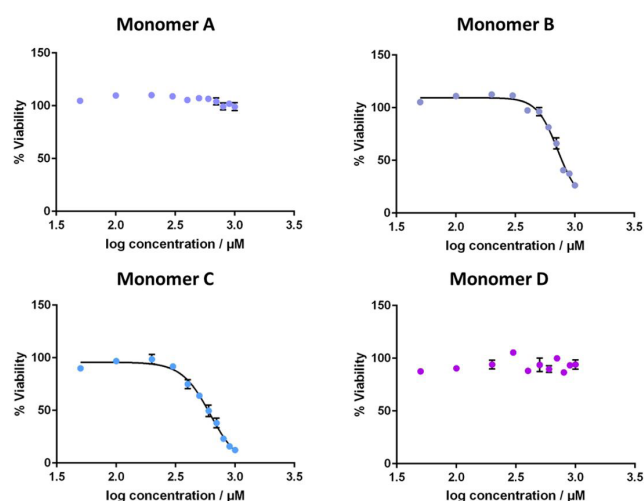 Monomer A
150
100
50
0
% Viability
1.5 2.0 2.5 3.0 3.5
log concentration / µM
Monomer B
150
100
50
0
% Viability
1.5 2.0 2.5 3.0 3.5
log concentration / µM
Monomer C
150
100
50
0
% Viability
1.5 2.0 2.5 3.0 3.5
log concentration / µM
Monomer D
150
100
50
0
% Viability
1.5 2.0 2.5 3.0 3.5
log concentration / µM